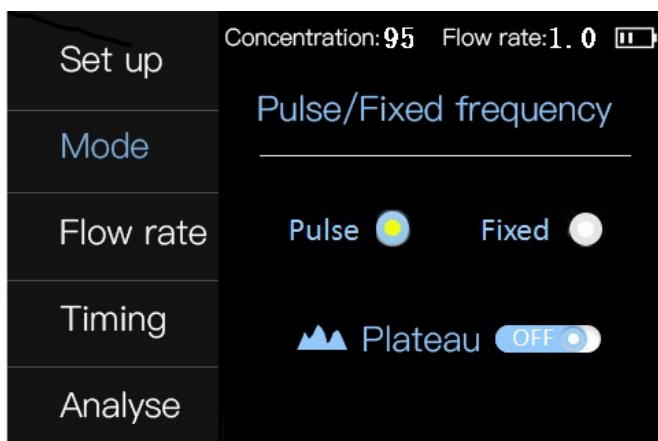 Set up
Concentration:95 Flow rate:1.0
Pulse/Fixed frequency
Mode
Flow rate
Pulse Fixed
Timing
Plateau OFF
Analyse